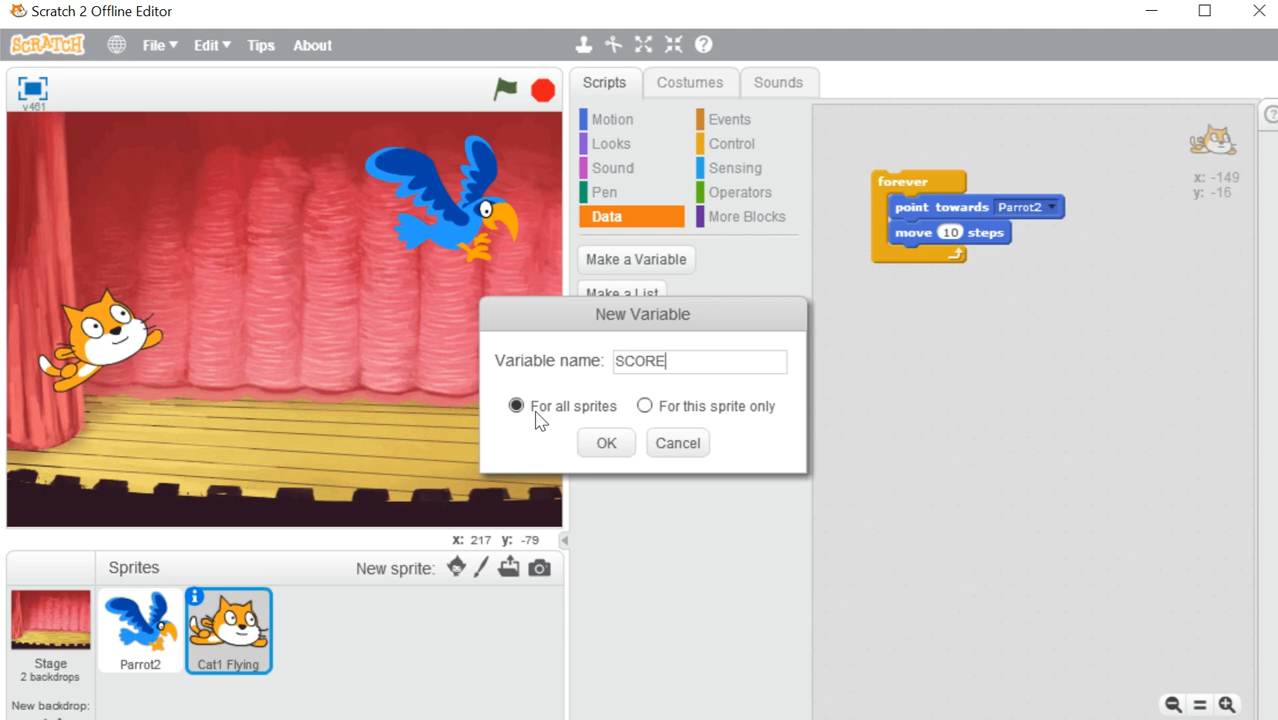 Scratch 2 Offline Editor
SCRATCH File Edit Tips About
v461
Scripts Costumes Sounds
Motion Events
Looks Control
Sound Sensing
Pen Operators
Data More Blocks
Make a Variable
Make a List
New Variable
Variable name: SCORE
For all sprites For this sprite only
OK Cancel
forever
point towards Parrot2
move 10 steps
x: -149
y: -16
x: 217 y: -79
Sprites New sprite:
Stage
2 backdrops
New backdrop:
Parrot2
Cat1 Flying